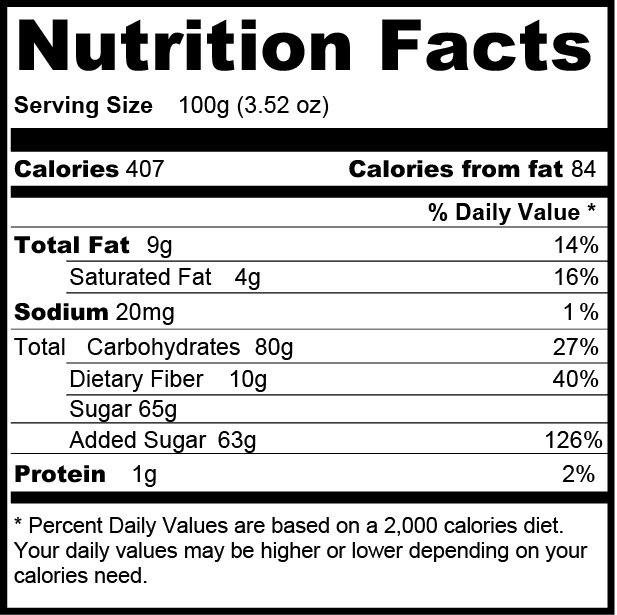 Nutrition Facts
Serving Size 100g (3.52 oz)
Calories 407 Calories from fat 84
% Daily Value *
Total Fat 9g 14%
Saturated Fat 4g 16%
Sodium 20mg 1%
Total Carbohydrates 80g 27%
Dietary Fiber 10g 40%
Sugar 65g
Added Sugar 63g 126%
Protein 1g 2%
* Percent Daily Values are based on a 2,000 calories diet.
Your daily values may be higher or lower depending on your
calories need.